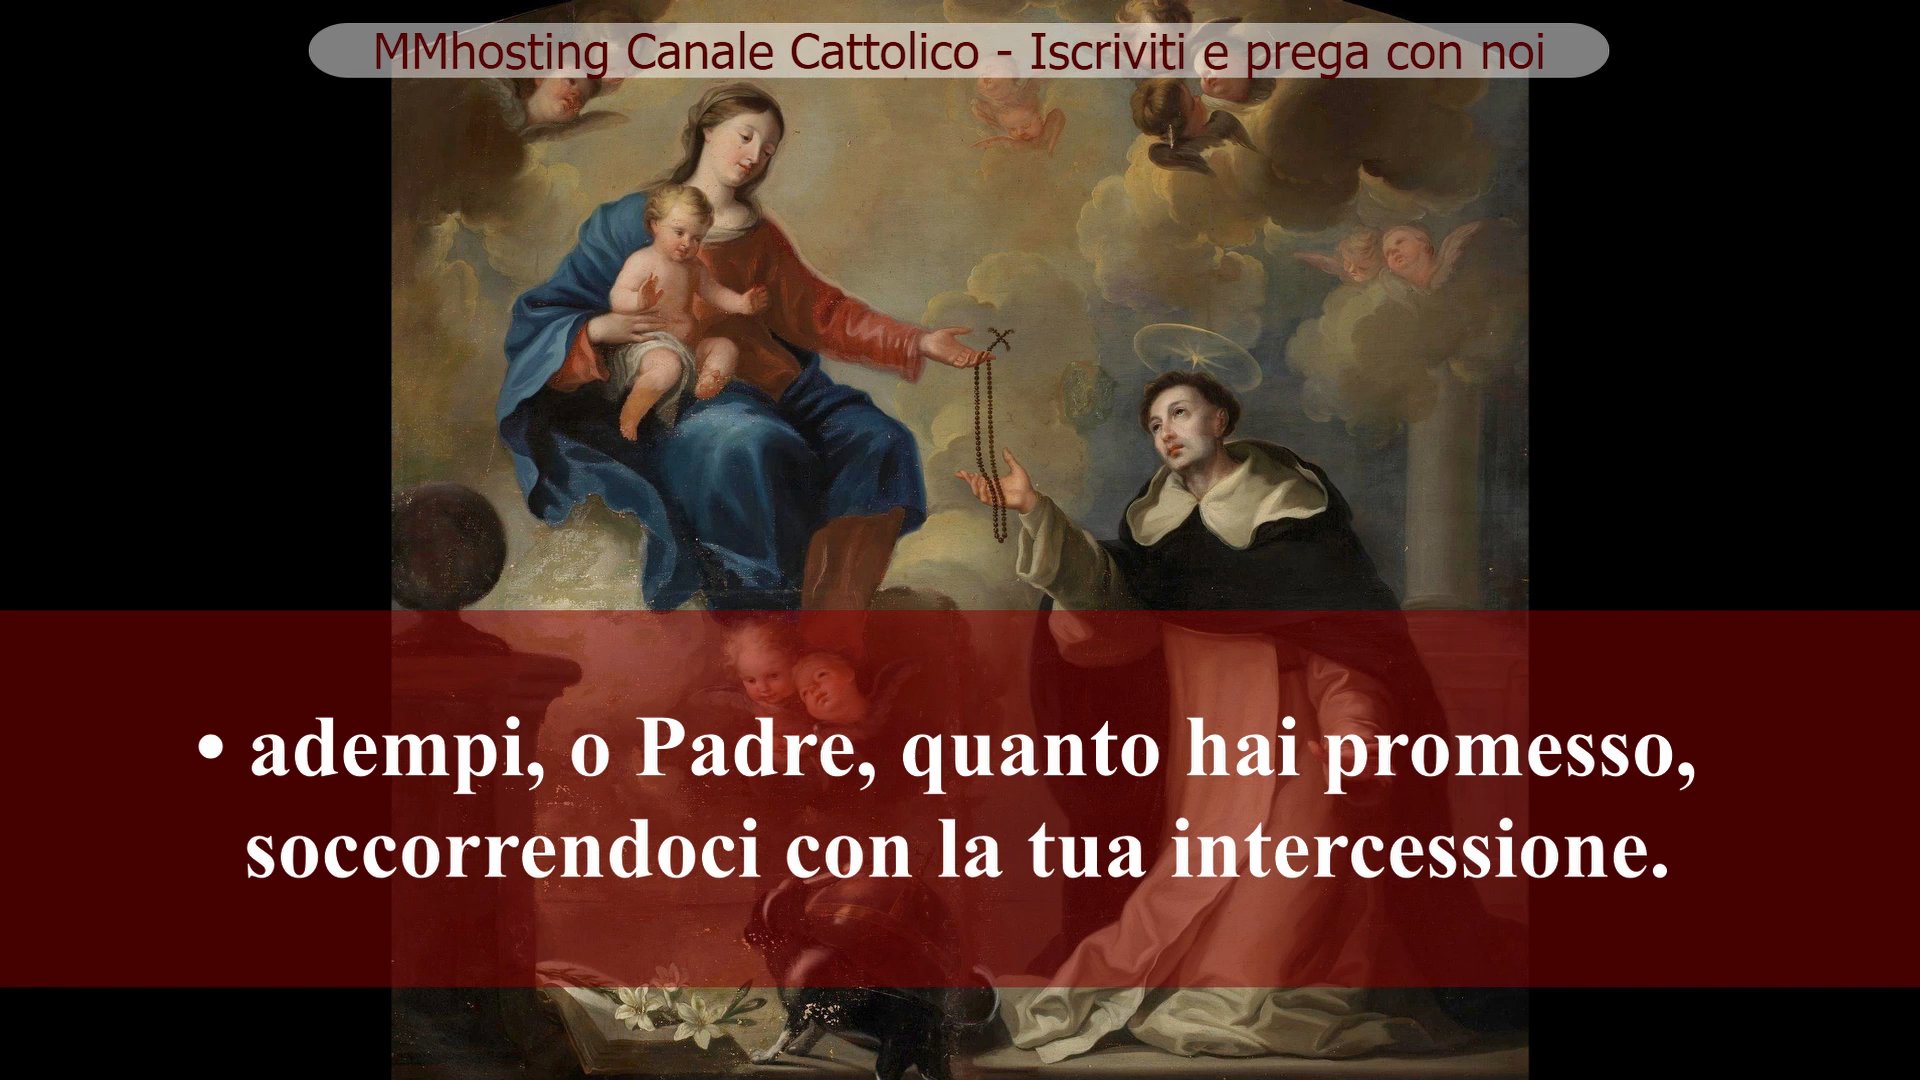 MMhosting Canale Cattolico - Iscriviti e prega con noi
• adempi, o Padre, quanto hai promesso,
soccorrendoci con la tua intercessione.